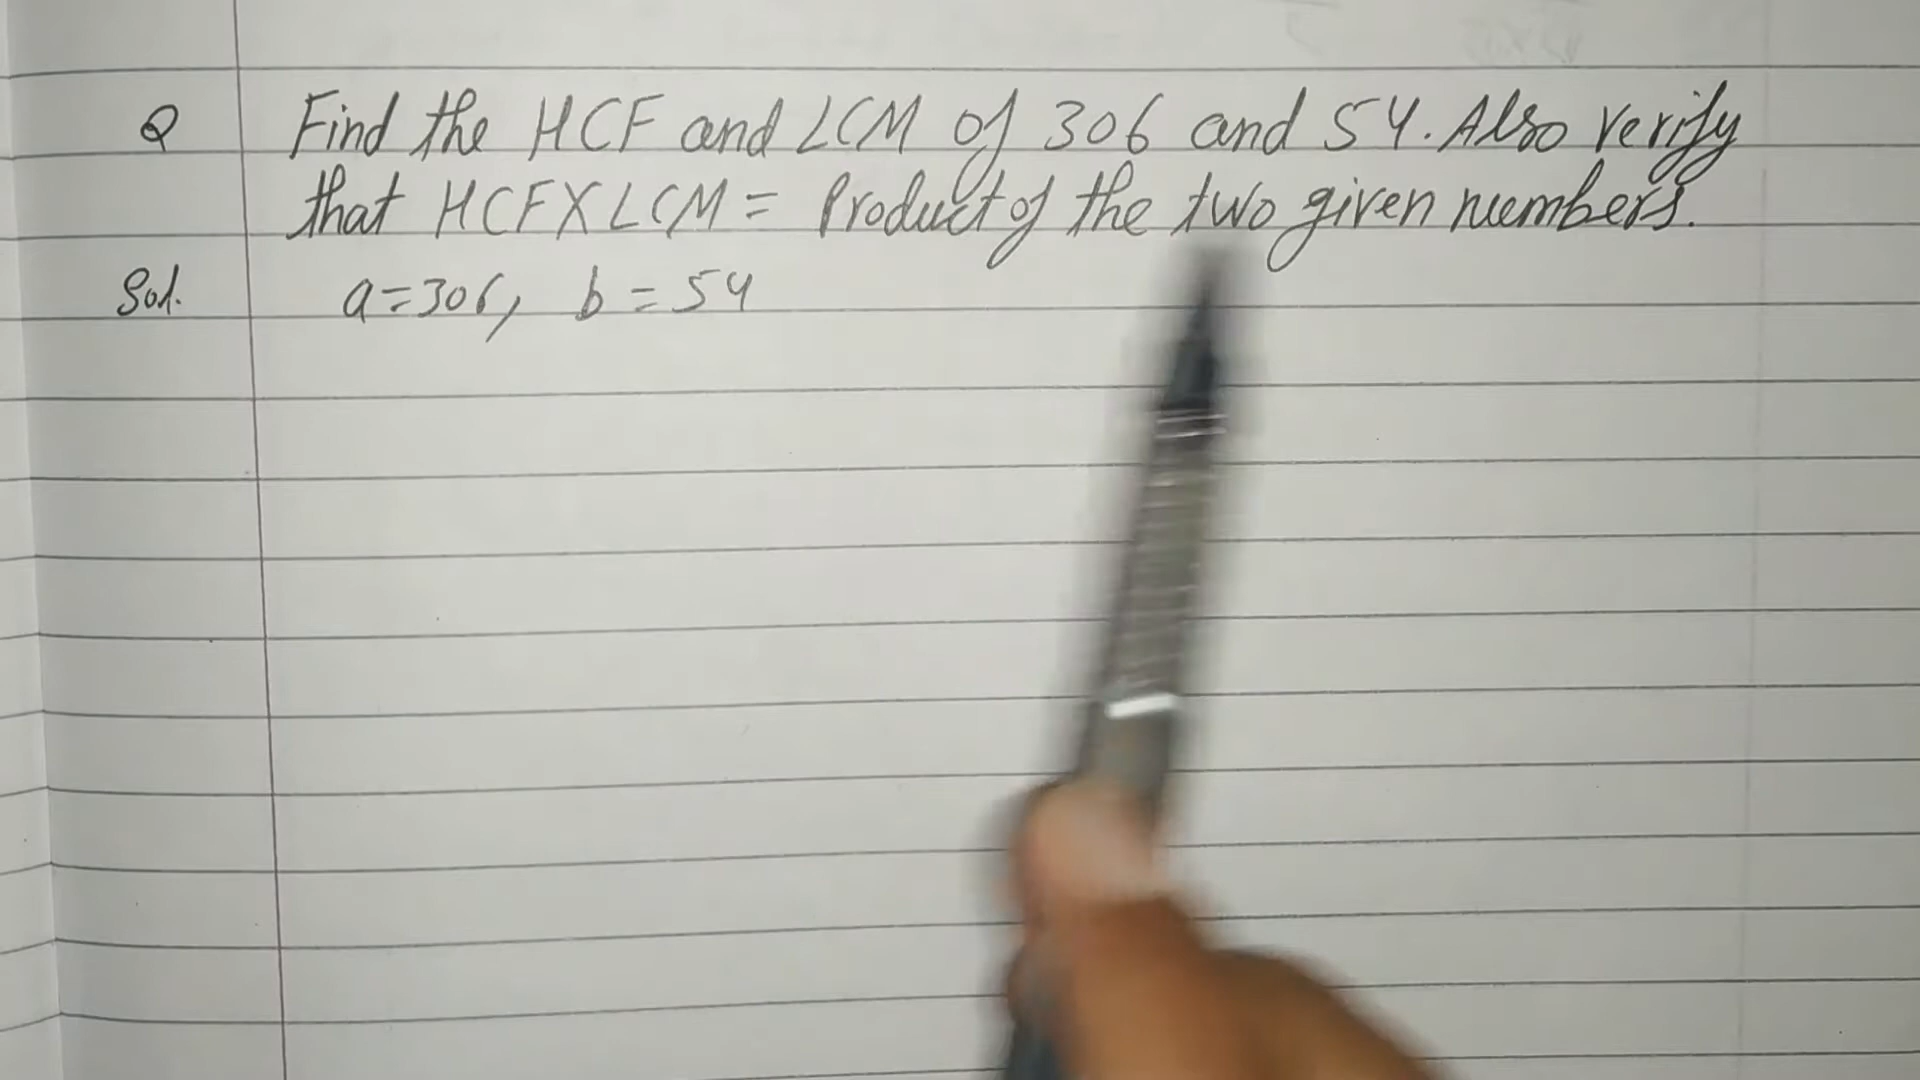 Q Find the HCF and LCM of 306 and 54. Also verify
that HCF X LCM = Product of the two given numbers.
Sol. a=306, b=54